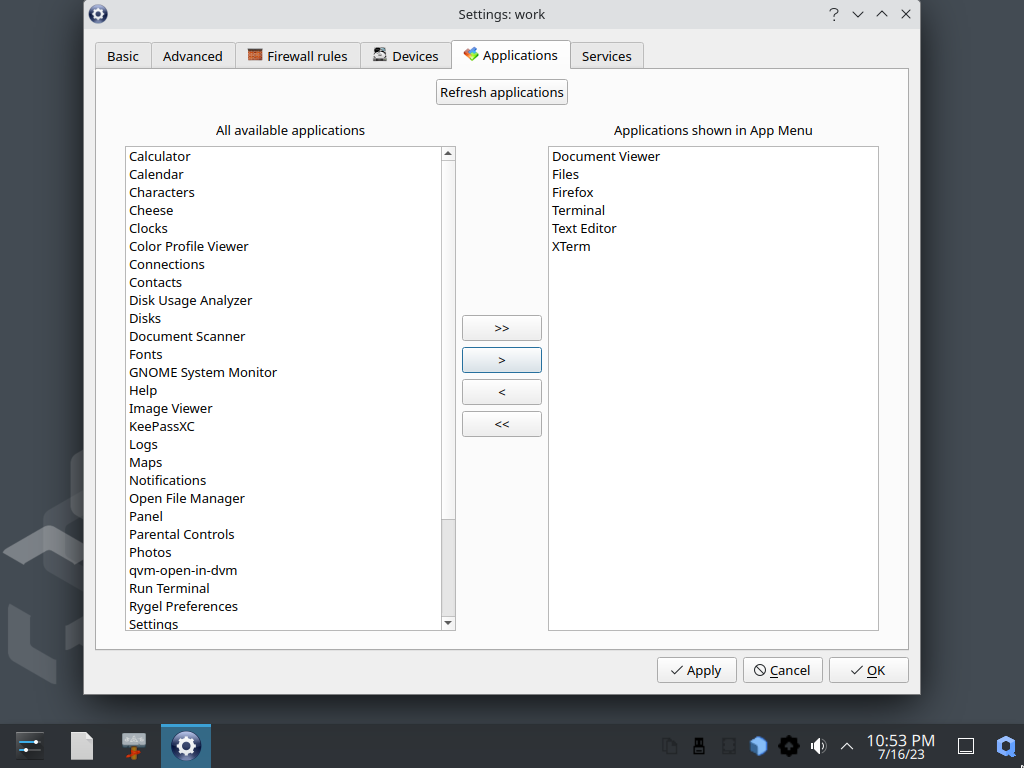 Settings: work
?
Basic
Advanced
Firewall rules
Devices
Applications
Services
Refresh applications
All available applications
Calculator
Calendar
Characters
Cheese
Clocks
Color Profile Viewer
Connections
Contacts
Disk Usage Analyzer
Disks
Document Scanner
Fonts
GNOME System Monitor
Help
Image Viewer
KeePassXC
Logs
Maps
Notifications
Open File Manager
Panel
Parental Controls
Photos
qvm-open-in-dvm
Run Terminal
Rygel Preferences
Settings
>>
>
<
<<
Applications shown in App Menu
Document Viewer
Files
Firefox
Terminal
Text Editor
XTerm
Apply
Cancel
OK
10:53 PM
7/16/23